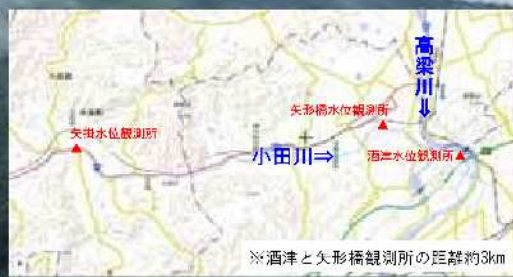 高梁川⇒
矢形橋水位観測所
矢掛水位観測所
小田川⇒
酒津水位観測所
※酒津と矢形橋観測所の距離約3km